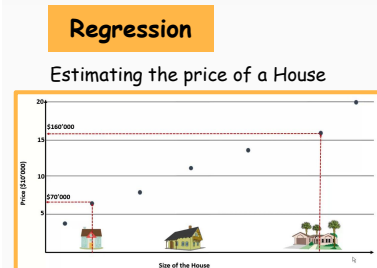 Regression
Estimating the price of a House
20
$160'000
15
10
$70'000
5
Price ($10'000)
Size of the House